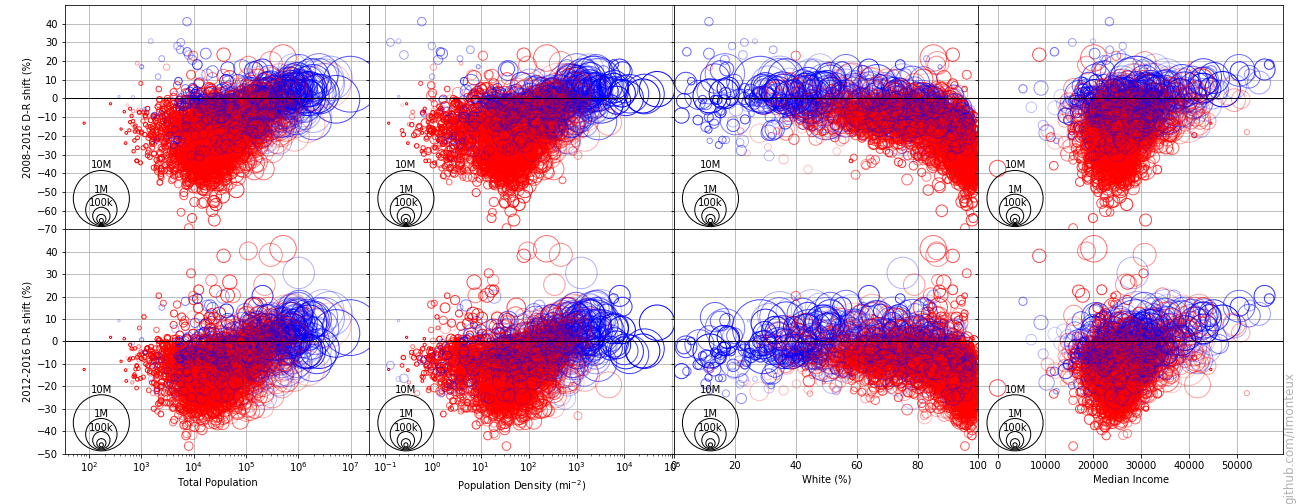 2008-2016 D-R shift (%)
40
30
20
10
0
−10
−20
−30
−40
−50
−60
−70
10M
1M
100k
10M
1M
100k
10M
1M
100k
10M
1M
100k
2012-2016 D-R shift (%)
40
30
20
10
0
−10
−20
−30
−40
−50
10M
1M
100k
10M
1M
100k
10M
1M
100k
10M
1M
100k
10² 10³ 10⁴ 10⁵ 10⁶ 10⁷
10⁻¹ 10⁰ 10¹ 10² 10³ 10⁴
20 40 60 80 100
0 10000 20000 30000 40000 50000
Total Population
Population Density (mi⁻²)
White (%)
Median Income
github.com/ilmonteux